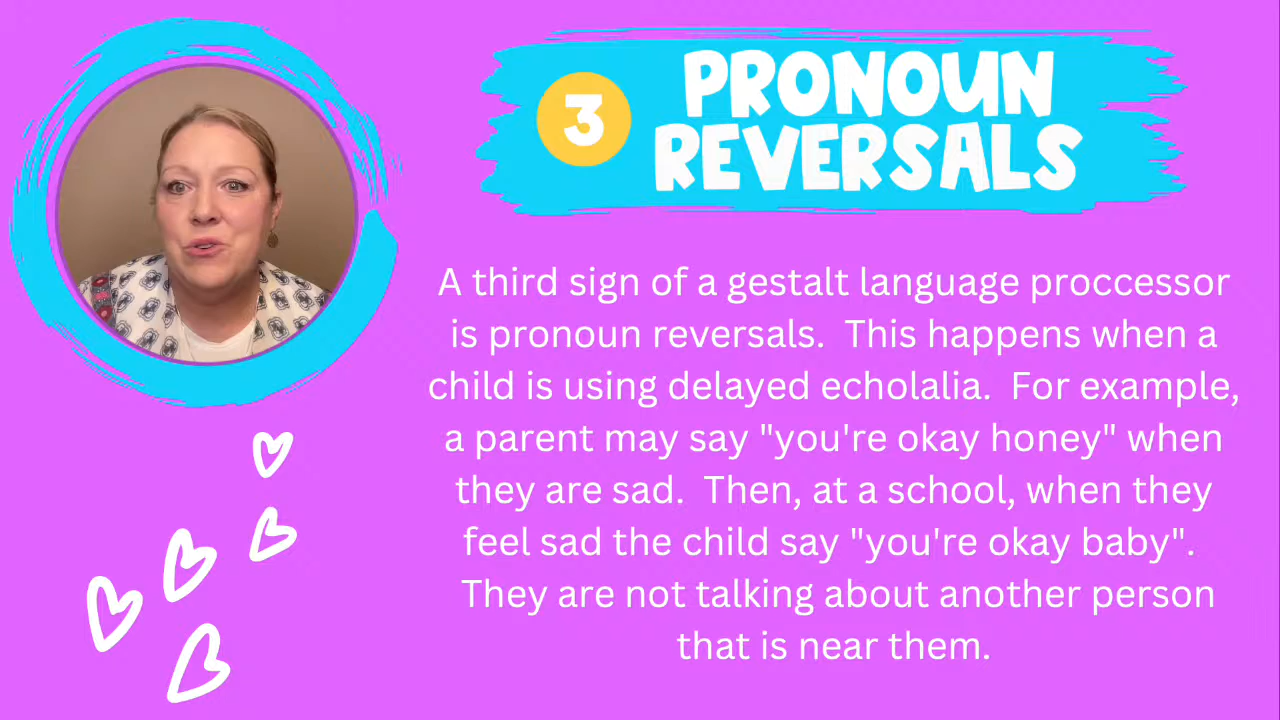 3
PRONOUN
REVERSALS
A third sign of a gestalt language proccessor
is pronoun reversals. This happens when a
child is using delayed echolalia. For example,
a parent may say "you're okay honey" when
they are sad. Then, at a school, when they
feel sad the child say "you're okay baby".
They are not talking about another person
that is near them.